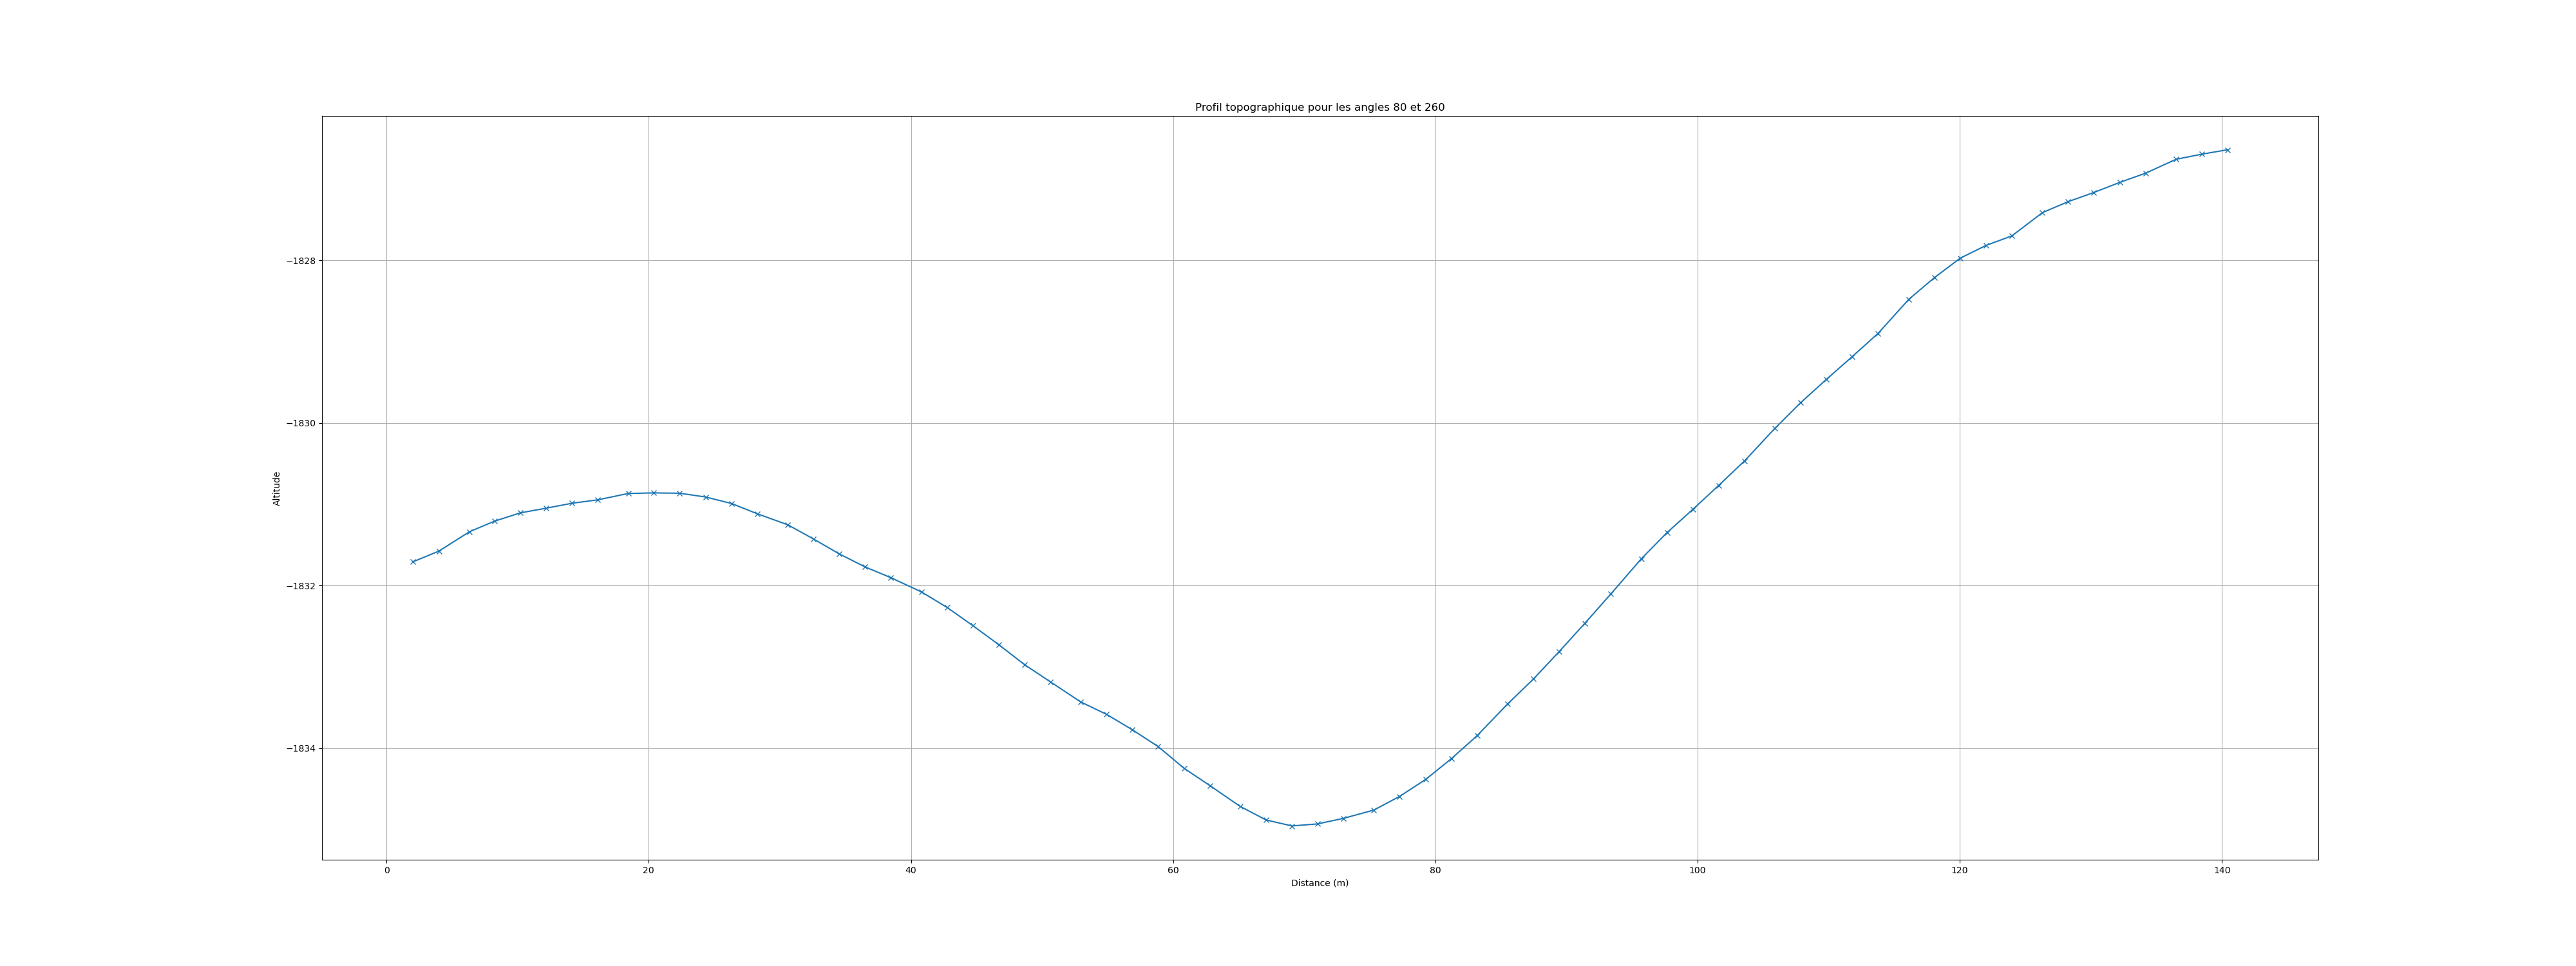 Profil topographique pour les angles 80 et 260
Altitude
−1828
−1830
−1832
−1834
0 20 40 60 80 100 120 140
Distance (m)